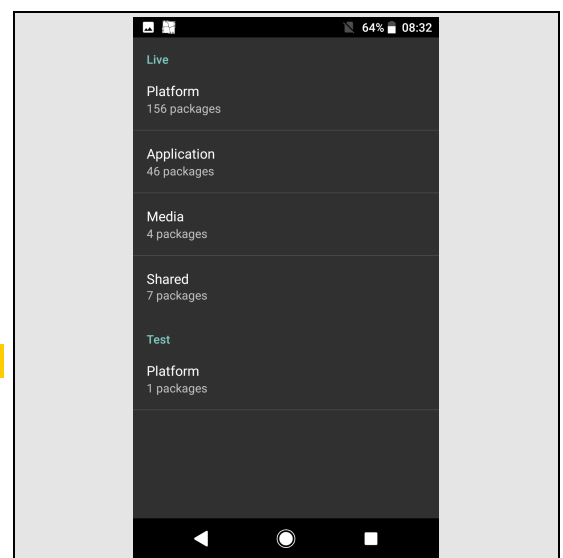 64% 08:32
Live
Platform
156 packages
Application
46 packages
Media
4 packages
Shared
7 packages
Test
Platform
1 packages